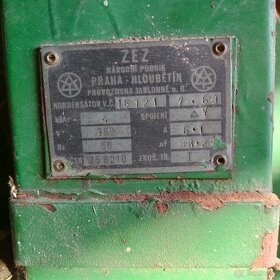 ZEZ
NÁRODNÍ PODNIK
PRAHA - HLOUBĚTÍN
PROVOZOVNA JABLONNÉ n. O.
KONDENSÁTOR V.Č. 7·63
kVAr 4 SPOJENÍ Δ Y
V 380 A 6·1
Hz 50 µF
ČSN 358210 ZKUŠ. TŘ. I